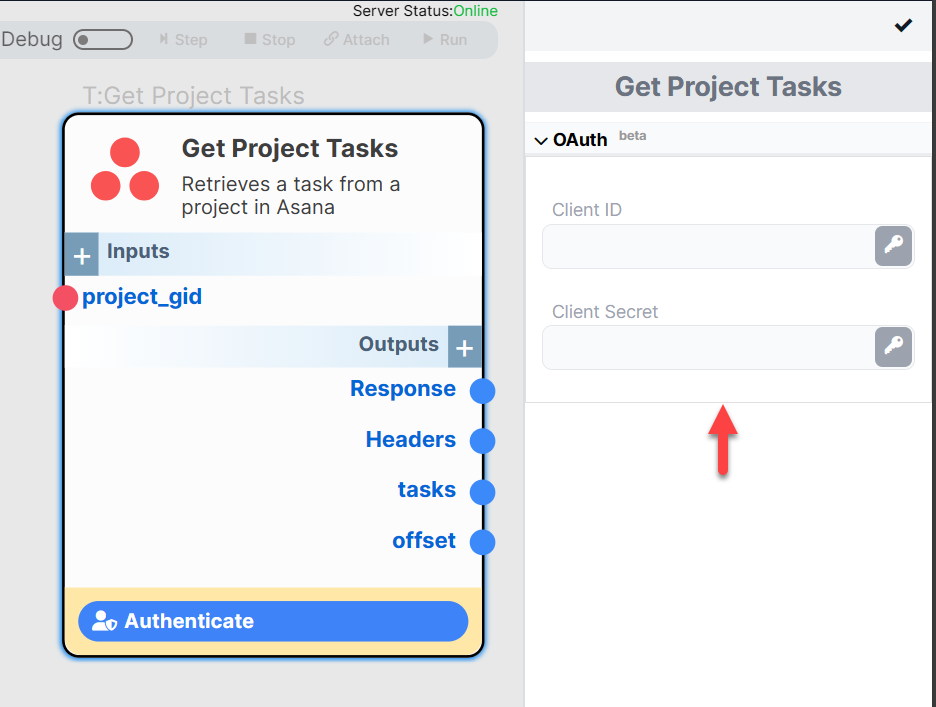 Server Status:Online
Debug
Step
Stop
Attach
Run
T:Get Project Tasks
Get Project Tasks
Retrieves a task from a
project in Asana
+ Inputs
project_gid
Outputs +
Response
Headers
tasks
offset
Authenticate
Get Project Tasks
OAuth beta
Client ID
Client Secret